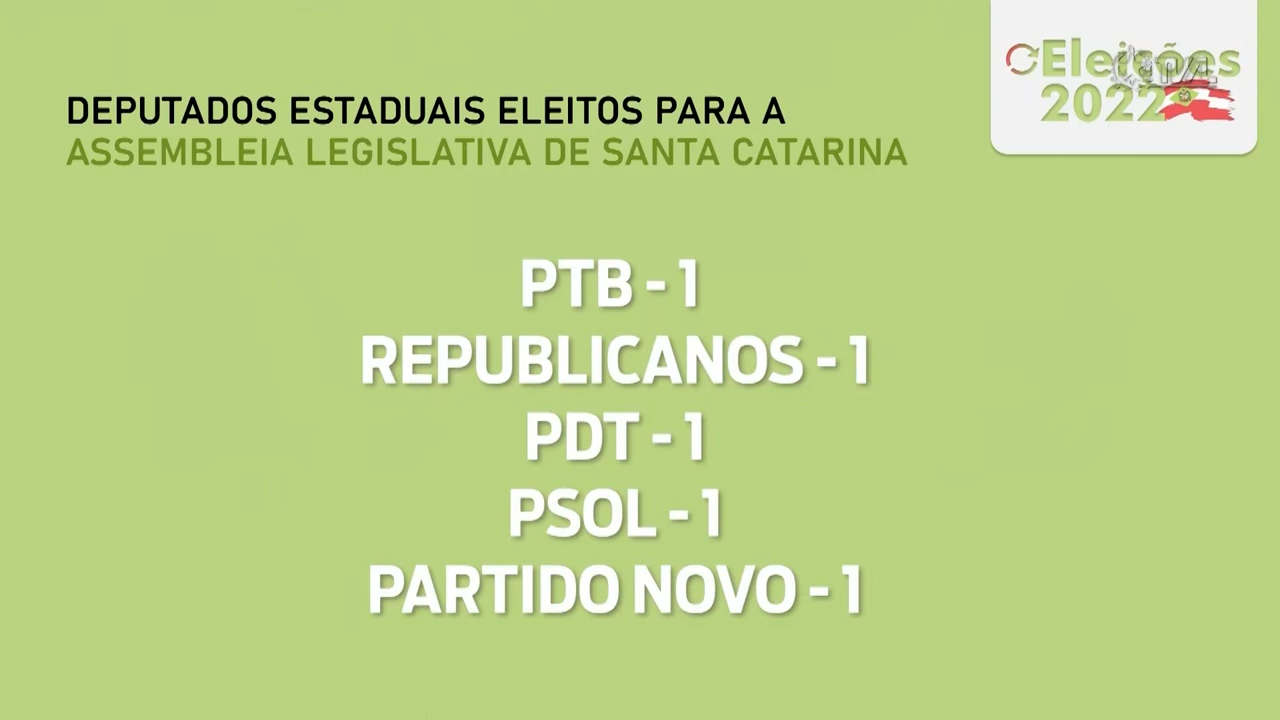 DEPUTADOS ESTADUAIS ELEITOS PARA A
ASSEMBLEIA LEGISLATIVA DE SANTA CATARINA
Eleições
2022
PTB - 1
REPUBLICANOS - 1
PDT - 1
PSOL - 1
PARTIDO NOVO - 1